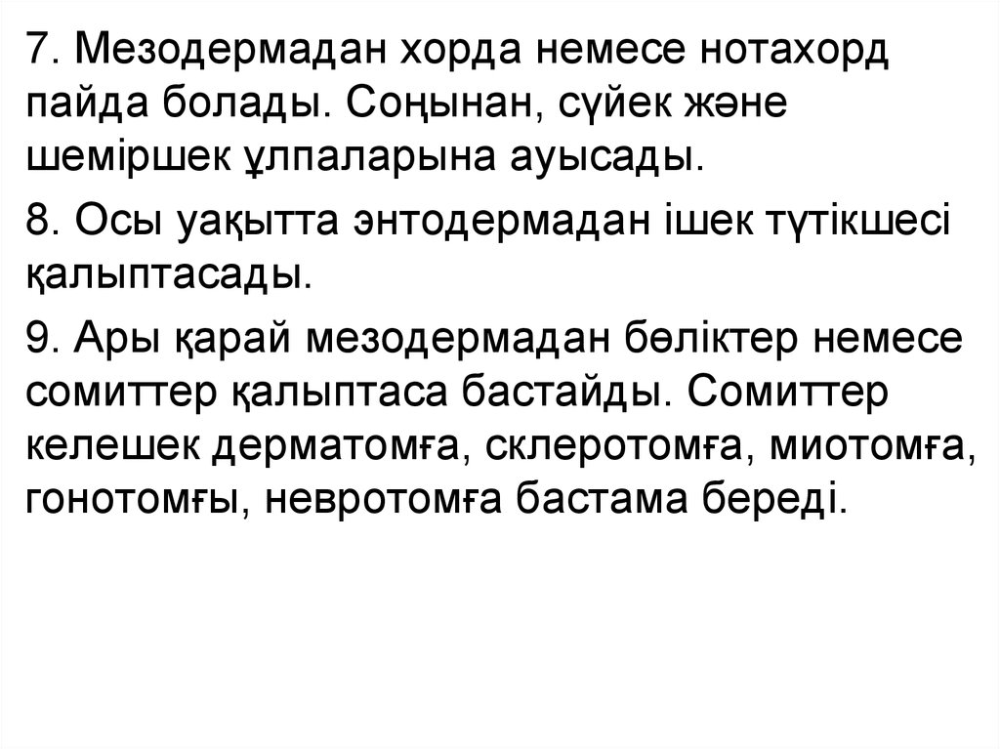 7. Мезодермадан хорда немесе нотахорд
пайда болады. Соңынан, сүйек және
шеміршек ұлпаларына ауысады.
8. Осы уақытта энтодермадан ішек түтікшесі
қалыптасады.
9. Ары қарай мезодермадан бөліктер немесе
сомиттер қалыптаса бастайды. Сомиттер
келешек дерматомға, склеротомға, миотомға,
гонотомғы, невротомға бастама береді.